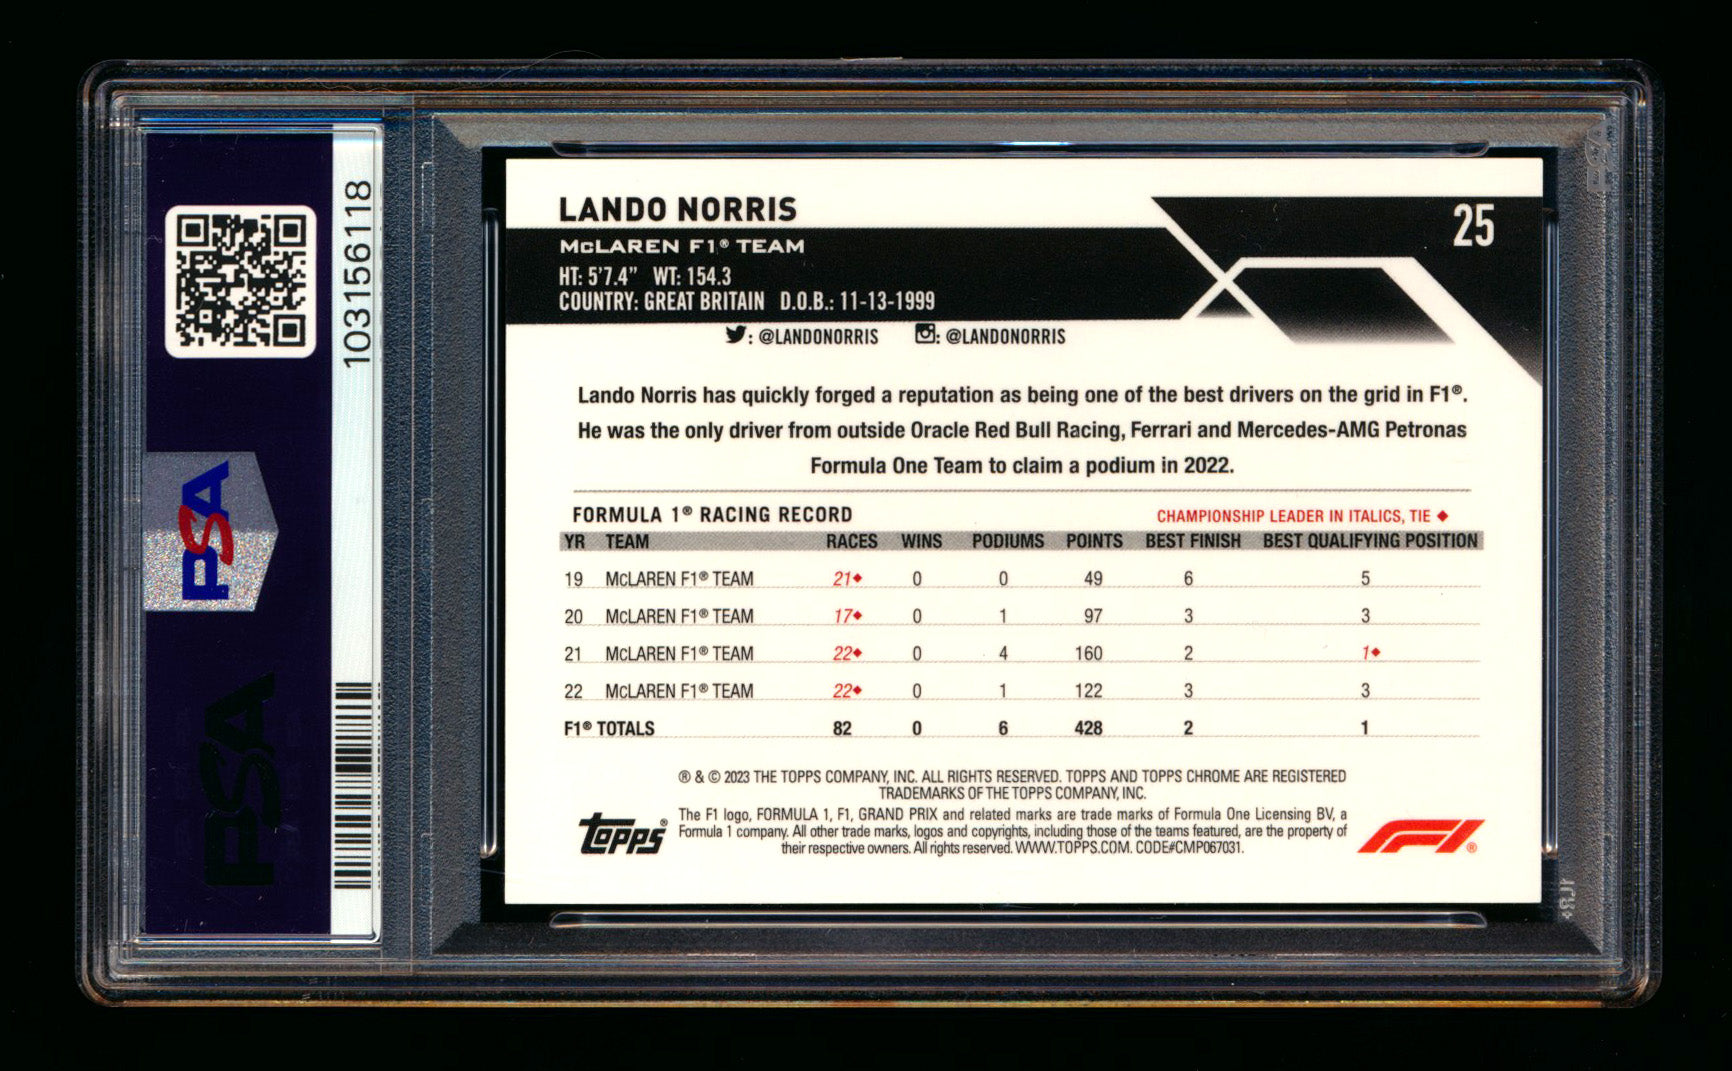 LANDO NORRIS
25
McLAREN F1® TEAM
HT: 5'7.4" WT: 154.3
COUNTRY: GREAT BRITAIN D.O.B.: 11-13-1999
: @LANDONORRIS : @LANDONORRIS
Lando Norris has quickly forged a reputation as being one of the best drivers on the grid in F1®.
He was the only driver from outside Oracle Red Bull Racing, Ferrari and Mercedes-AMG Petronas
Formula One Team to claim a podium in 2022.
FORMULA 1® RACING RECORD CHAMPIONSHIP LEADER IN ITALICS, TIE ♦
YR TEAM RACES WINS PODIUMS POINTS BEST FINISH BEST QUALIFYING POSITION
19 McLAREN F1® TEAM 21♦ 0 0 49 6 5
20 McLAREN F1® TEAM 17♦ 0 1 97 3 3
21 McLAREN F1® TEAM 22♦ 0 4 160 2 1♦
22 McLAREN F1® TEAM 22♦ 0 1 122 3 3
F1® TOTALS 82 0 6 428 2 1
® & © 2023 THE TOPPS COMPANY, INC. ALL RIGHTS RESERVED. TOPPS AND TOPPS CHROME ARE REGISTERED
TRADEMARKS OF THE TOPPS COMPANY, INC.
The F1 logo, FORMULA 1, F1, GRAND PRIX and related marks are trade marks of Formula One Licensing BV, a
Formula 1 company. All other trade marks, logos and copyrights, including those of the teams featured, are the property of
their respective owners. All rights reserved. WWW.TOPPS.COM. CODE#CMP067031.
Topps®
F1®
103156118
PSA
PSA